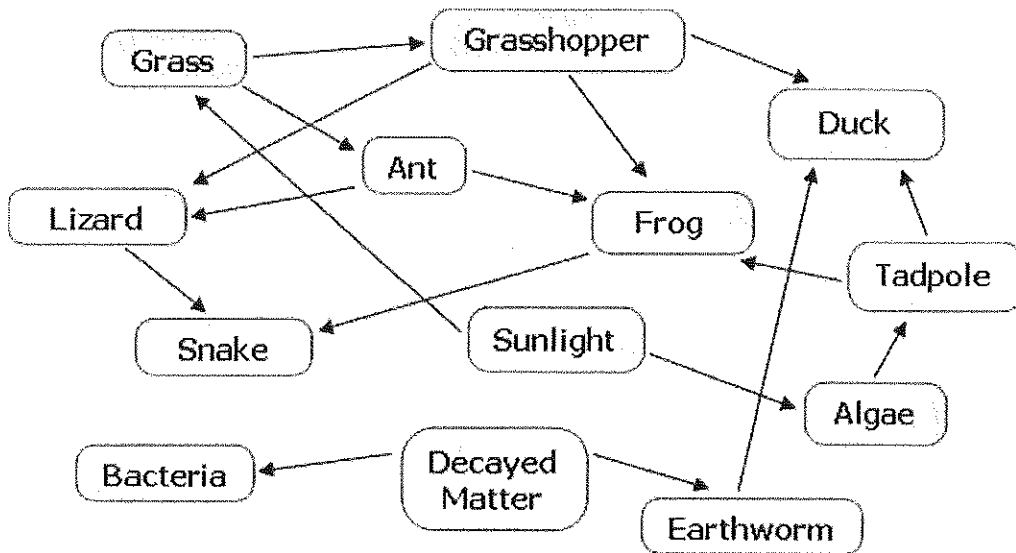 Grasshopper
Grass
Duck
Ant
Lizard
Frog
Tadpole
Snake
Sunlight
Algae
Bacteria
Decayed
Matter
Earthworm